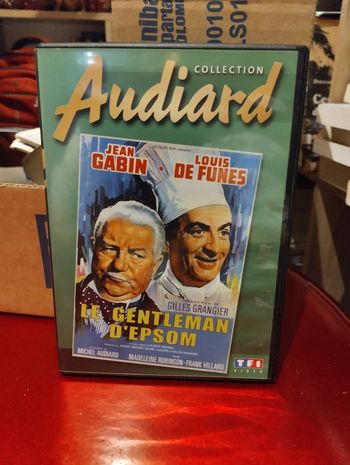 COLLECTION
Audiard
JEAN
GABIN
LOUIS
DE FUNES
GILLES GRANGIER
LE GENTLEMAN
D'EPSOM
MICHEL AUDIARD
MADELEINE ROBINSON - FRANK VILLARD
TF1
VIDEO